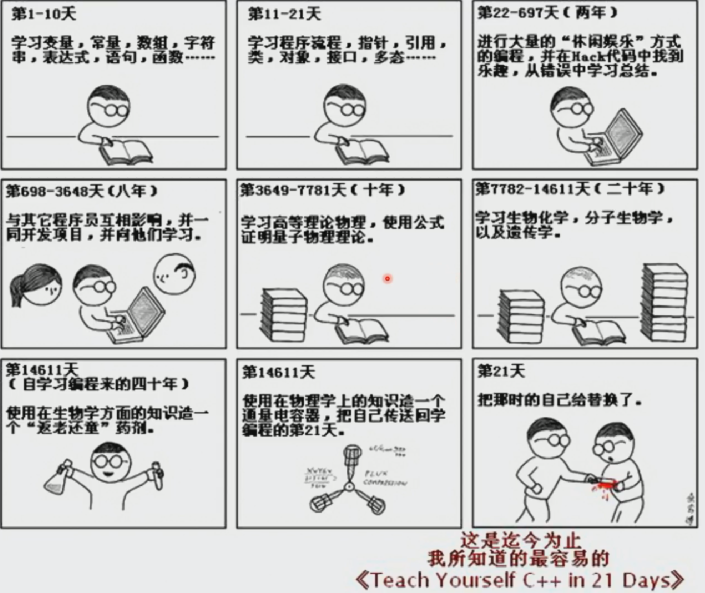 第1-10天
学习变量，常量，数组，字符
串，表达式，语句，函数……
第11-21天
学习程序流程，指针，引用，
类，对象，接口，多态……
第22-697天（两年）
进行大量的“休闲娱乐”方式
的编程，并在Hack代码中找到
乐趣，从错误中学习总结。
第698-3648天（八年）
与其它程序员互相影响，并一
同开发项目，并向他们学习。
第3649-7781天（十年）
学习高等理论物理，使用公式
证明量子物理理论。
第7782-14611天（二十年）
学习生物化学，分子生物学，
以及遗传学。
第14611天
（自学习编程来的四十年）
使用在生物学方面的知识造一
个“返老还童”药剂。
第14611天
使用在物理学上的知识造一个
通量电容器，把自己传送回学
编程的第21天。
FLUX
COMPRESSION
第21天
把那时的自己给替换了。
这是迄今为止
我所知道的最容易的
《Teach Yourself C++ in 21 Days》